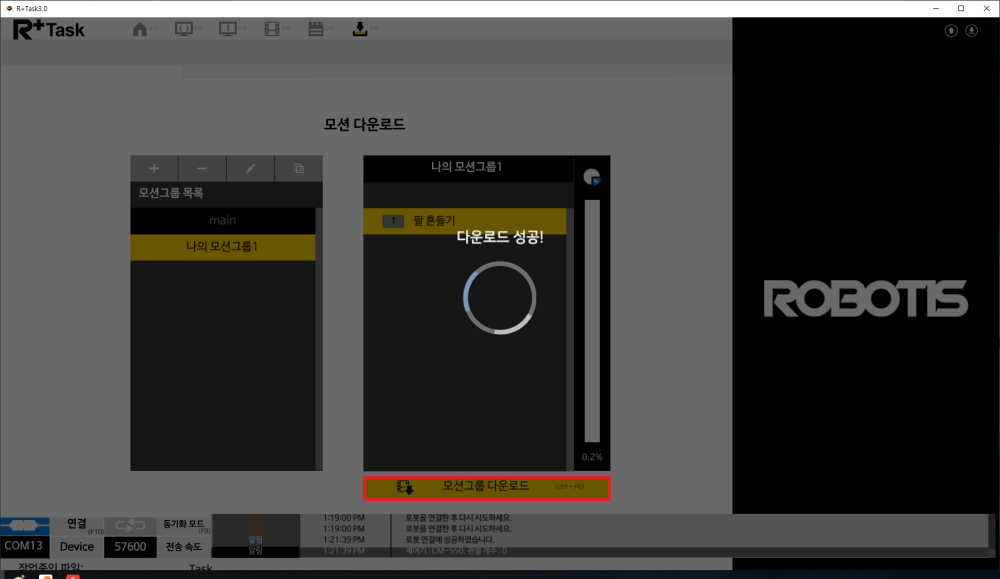 R+Task3.0
R+Task
모션 다운로드
모션그룹 목록
main
나의 모션그룹1
나의 모션그룹1
1 팔 흔들기
다운로드 성공!
0.2%
모션그룹 다운로드 (ctrl+F6)
ROBOTIS
연결 (F10)
동기화 모드 (F9)
COM13 Device 57600 전송 속도
1:19:00 PM 로봇을 연결한 후 다시 시도하세요.
1:19:00 PM 로봇을 연결한 후 다시 시도하세요.
알림 1:21:39 PM 로봇 연결에 성공하였습니다.
알림 1:21:39 PM 제어기 : CM-550, 관절 개수 : 0
작업중인 파일: Task